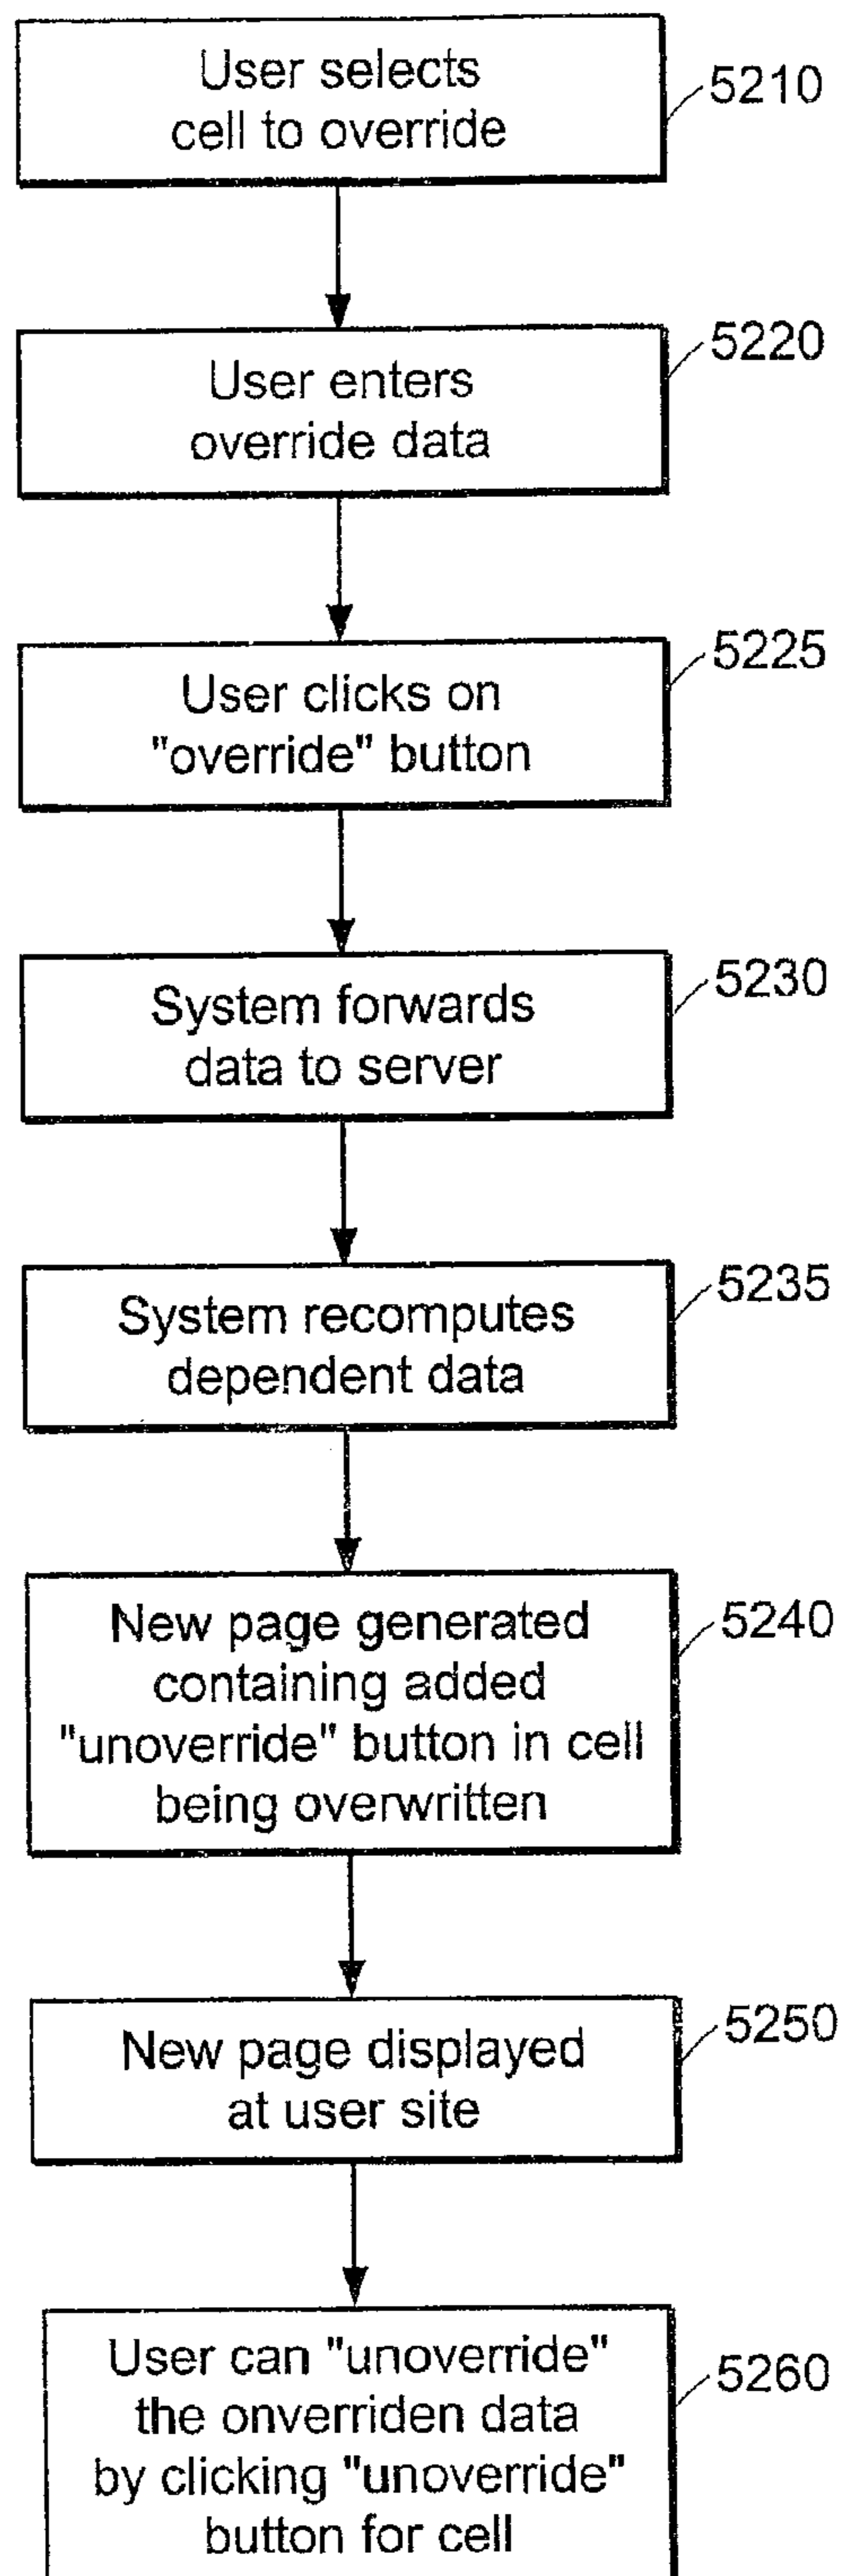 User selects
cell to override
5210
User enters
override data
5220
User clicks on
"override" button
5225
System forwards
data to server
5230
System recomputes
dependent data
5235
New page generated
containing added
"unoverride" button in cell
being overwritten
5240
New page displayed
at user site
5250
User can "unoverride"
the onverriden data
by clicking "unoverride"
button for cell
5260